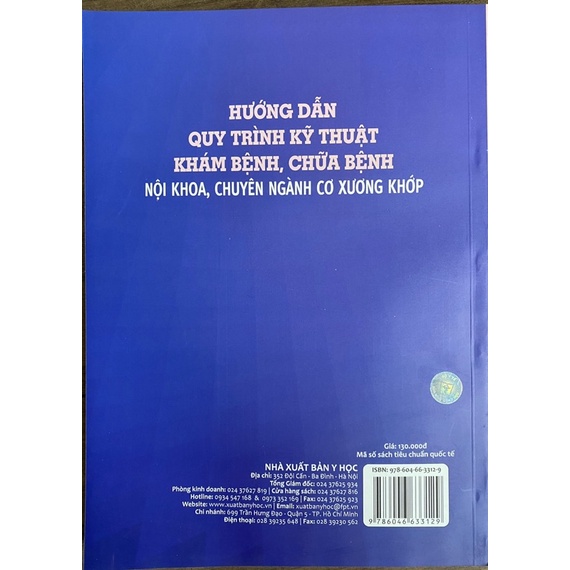 HƯỚNG DẪN
QUY TRÌNH KỸ THUẬT
KHÁM BỆNH, CHỮA BỆNH
NỘI KHOA, CHUYÊN NGÀNH CƠ XƯƠNG KHỚP
Giá: 130.000đ
Mã số sách tiêu chuẩn quốc tế
ISBN: 978-604-66-3312-9
9 786046 633129
NHÀ XUẤT BẢN Y HỌC
Địa chỉ: 352 Đội Cấn - Ba Đình - Hà Nội
Tổng Giám đốc: 024 37625 934
Phòng kinh doanh: 024 37627 819 | Cửa hàng sách: 024 37627 816
Hotline: 0934 547 168 & 0973 352 169 | Fax: 024 37625 923
Website: www.xuatbanyhoc.vn | Email: xuatbanyhoc@fpt.vn
Chi nhánh: 699 Trần Hưng Đạo - Quận 5 - TP. Hồ Chí Minh
Điện thoại: 028 39235 648 | Fax: 028 39230 562